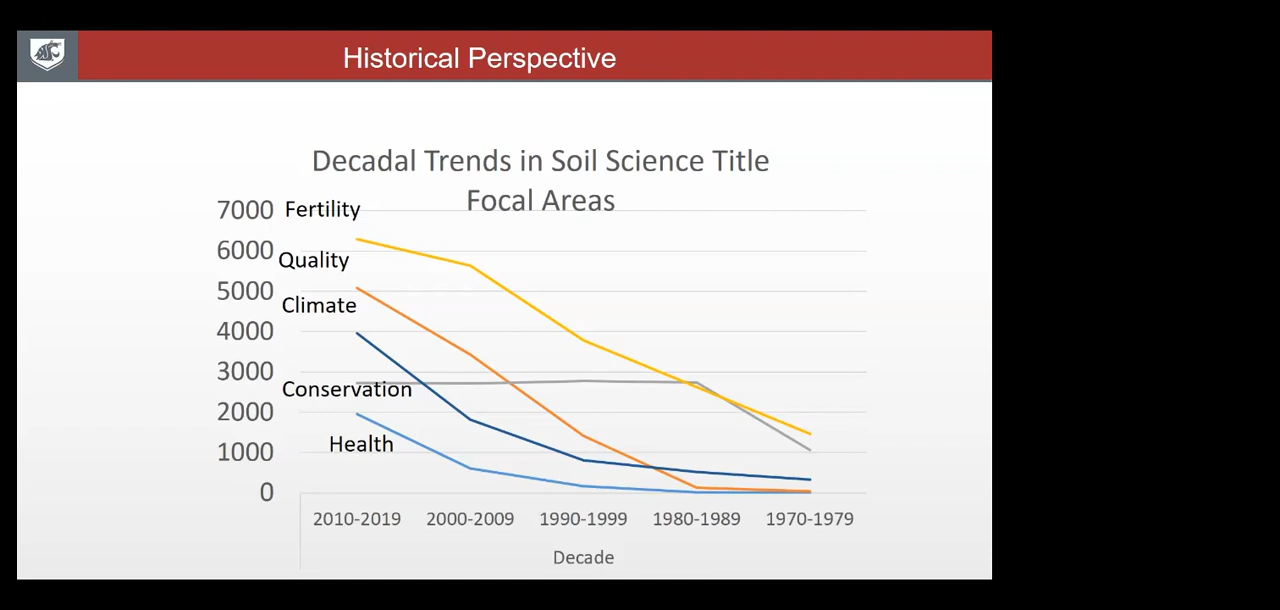 Historical Perspective
Decadal Trends in Soil Science Title
Focal Areas
7000
Fertility
6000
Quality
5000
Climate
4000
3000
Conservation
2000
Health
1000
0
2010-2019 2000-2009 1990-1999 1980-1989 1970-1979
Decade